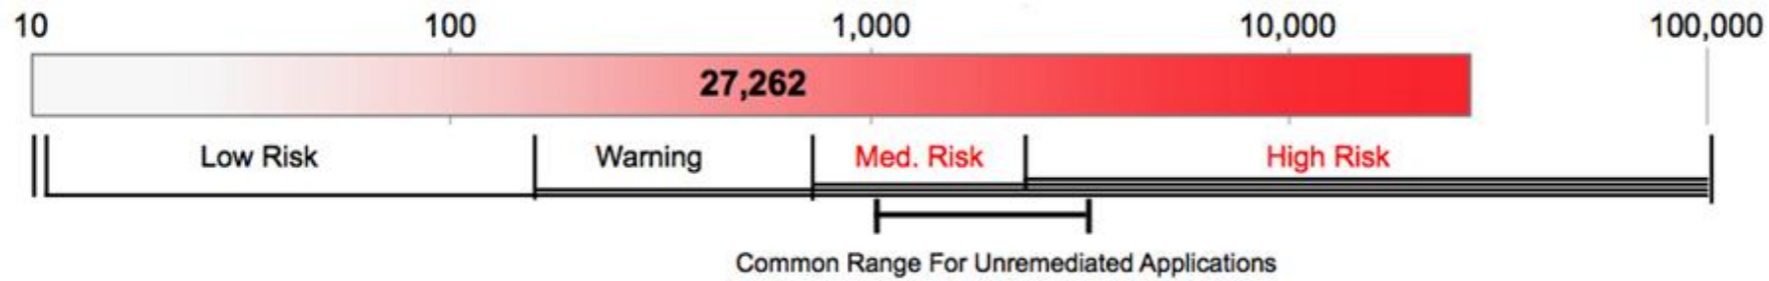 10 100 1,000 10,000 100,000
27,262
Low Risk Warning Med. Risk High Risk
Common Range For Unremediated Applications